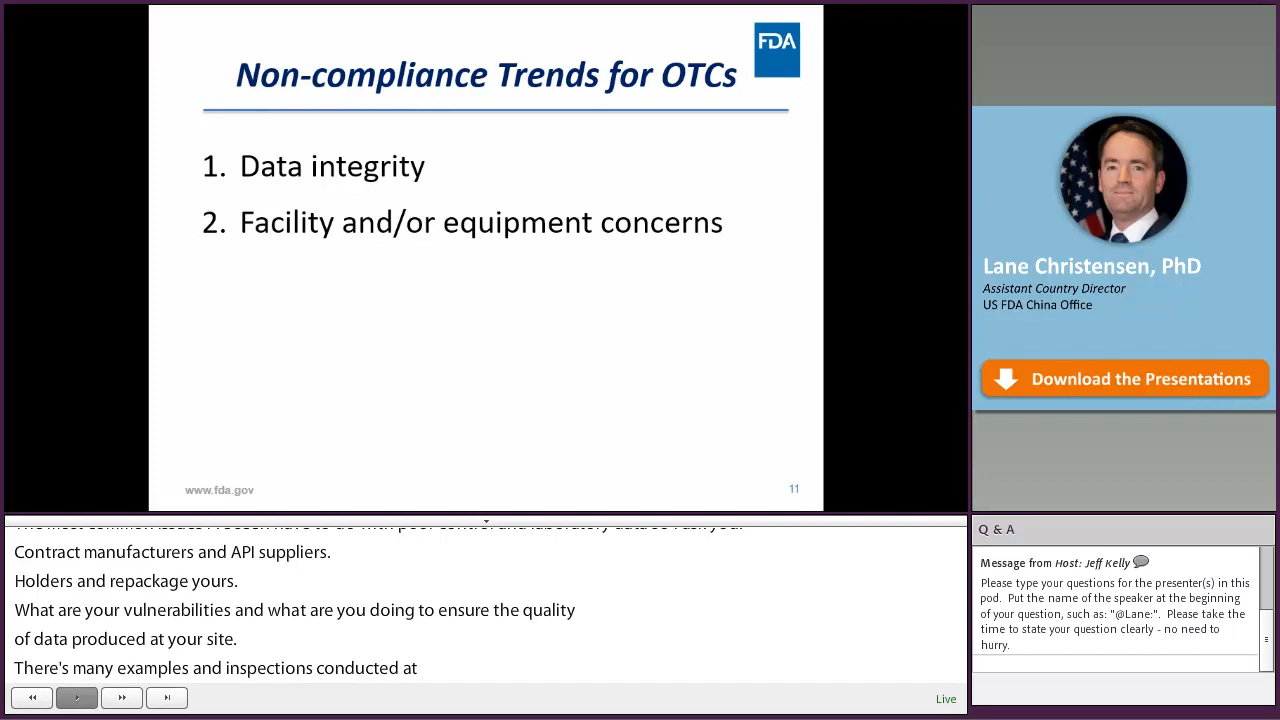 FDA
Non-compliance Trends for OTCs
1. Data integrity
2. Facility and/or equipment concerns
www.fda.gov
11
Lane Christensen, PhD
Assistant Country Director
US FDA China Office
Download the Presentations
Contract manufacturers and API suppliers.
Holders and repackage yours.
What are your vulnerabilities and what are you doing to ensure the quality
of data produced at your site.
There's many examples and inspections conducted at
Live
Q & A
Message from Host: Jeff Kelly
Please type your questions for the presenter(s) in this
pod. Put the name of the speaker at the beginning
of your question, such as: "@Lane:". Please take the
time to state your question clearly - no need to
hurry.